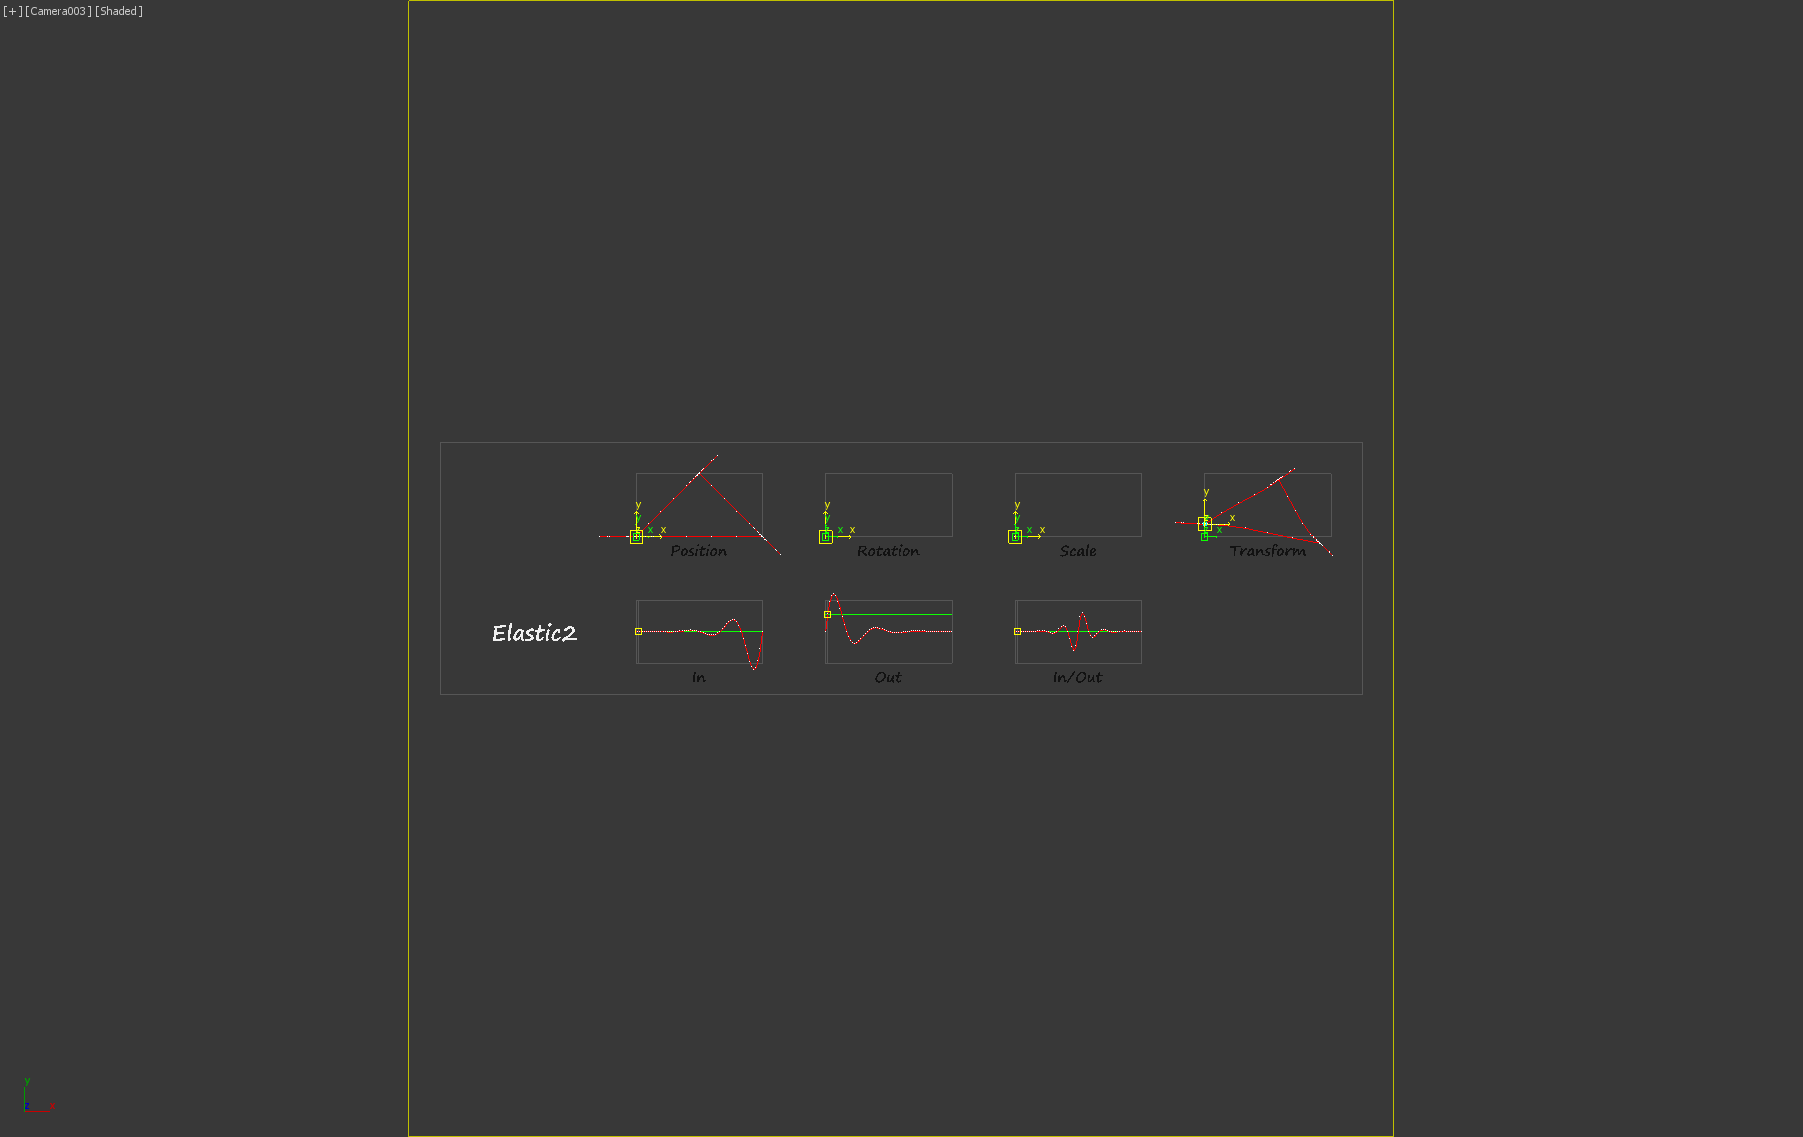 [+][Camera003][Shaded]
y y y y
y y y
x x x x x x x x
Position Rotation Scale Transform
Elastic2
In Out In/Out
y
z x